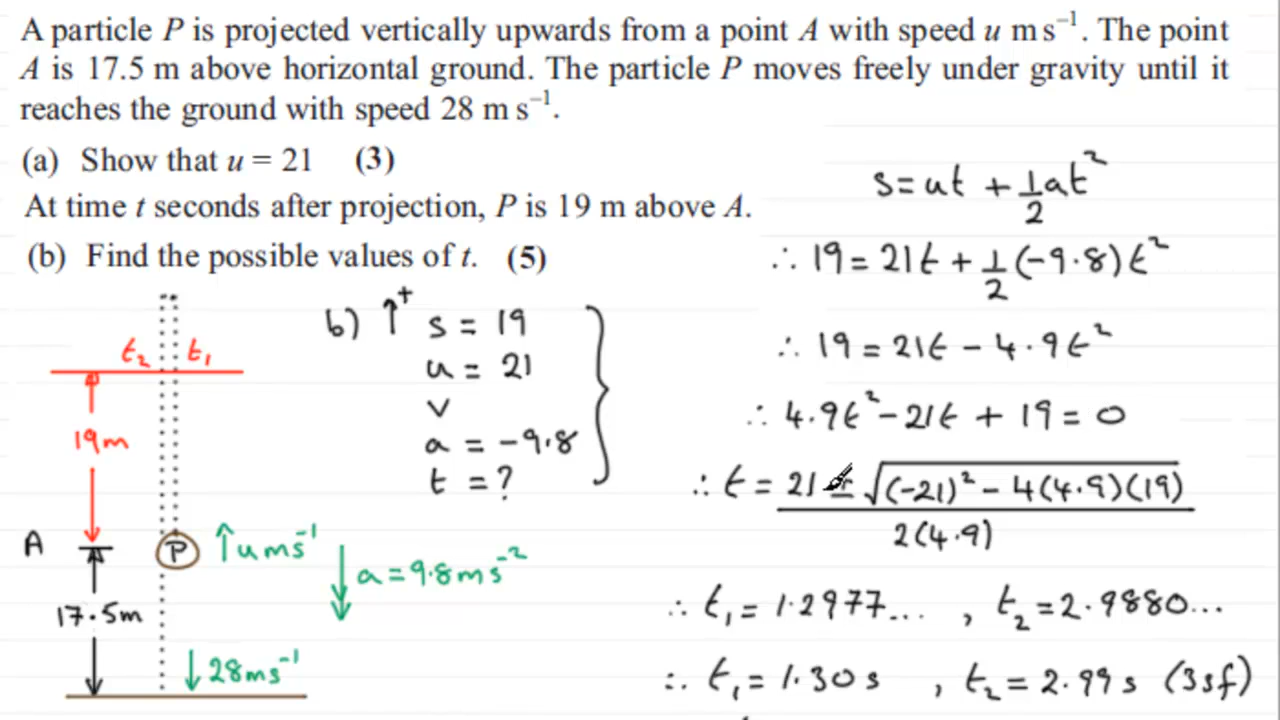 A particle P is projected vertically upwards from a point A with speed u m s⁻¹. The point
A is 17.5 m above horizontal ground. The particle P moves freely under gravity until it
reaches the ground with speed 28 m s⁻¹.
(a) Show that u = 21 (3)
At time t seconds after projection, P is 19 m above A.
(b) Find the possible values of t. (5)
t₂ t₁
19m
A
P
↑ u ms⁻¹
↓ a = 9.8 ms⁻²
17.5m
↓ 28 ms⁻¹
b) ↑⁺ s = 19
u = 21
v
a = -9.8
t = ?
s = ut + 1/2 at²
∴ 19 = 21t + 1/2 (-9.8)t²
∴ 19 = 21t - 4.9t²
∴ 4.9t² - 21t + 19 = 0
∴ t = 21 ± √((-21)² - 4(4.9)(19))
2(4.9)
∴ t₁ = 1.2977... , t₂ = 2.9880...
∴ t₁ = 1.30 s , t₂ = 2.99 s (3sf)